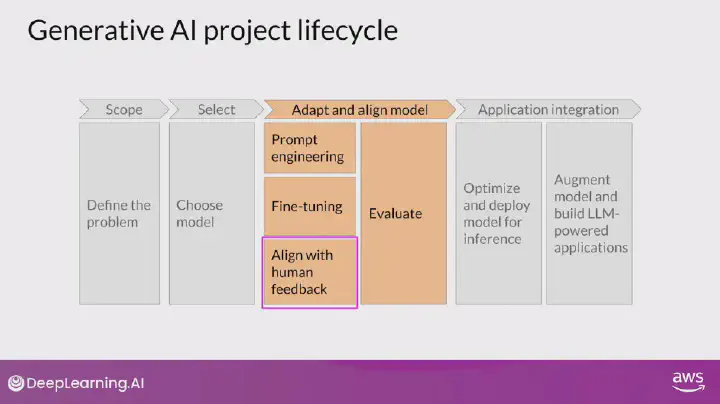 Generative AI project lifecycle
Scope
Select
Adapt and align model
Application integration
Define the
problem
Choose
model
Prompt
engineering
Fine-tuning
Align with
human
feedback
Evaluate
Optimize
and deploy
model for
inference
Augment
model and
build LLM-
powered
applications
DeepLearning.AI
aws